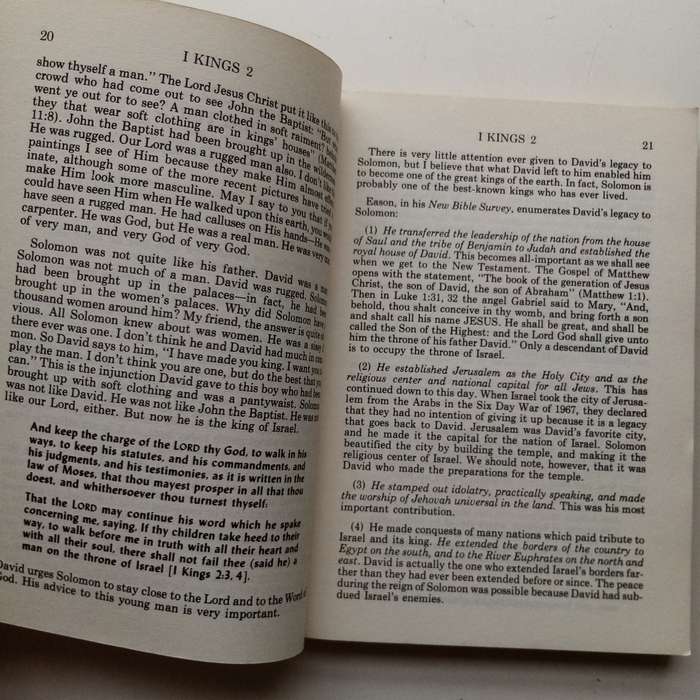 20
I KINGS 2
show thyself a man." The Lord Jesus Christ put it like this to the
crowd who had come out to see John the Baptist: "But what
went ye out for to see? A man clothed in soft raiment? behold,
they that wear soft clothing are in kings' houses" (Matt.
11:8). John the Baptist had been brought up in the wilderness.
He was rugged. Our Lord was a rugged man also. I don't like
paintings I see of Him because they make Him almost effem-
inate, although some of the more recent pictures have tried to
make Him look more masculine. May I say to you that if you
could have seen Him when He walked upon this earth, you would
have seen a rugged man. He had calluses on His hands—He was a
carpenter. He was God, but He was a real man. He was very man
of very man, and very God of very God.
Solomon was not quite like his father. David was a man.
Solomon was not much of a man. David was rugged. Solomon
had been brought up in the palaces—in fact, he had been
brought up in the women's palaces. Why did Solomon have a
thousand women around him? My friend, the answer is quite ob-
vious. All Solomon knew about was women. He was a sissy if
there ever was one. I don't think he and David had much in com-
mon. So David says to him, "I have made you king. I want you to
play the man. I don't think you are one, but do the best that you
can." This is the injunction David gave to this boy who had been
brought up with soft clothing and was a pantywaist. Solomon
was not like David. He was not like John the Baptist. He was not
like our Lord, either. But now he is the king of Israel.
And keep the charge of the LORD thy God, to walk in his
ways, to keep his statutes, and his commandments, and
his judgments, and his testimonies, as it is written in the
law of Moses, that thou mayest prosper in all that thou
doest, and whithersoever thou turnest thyself:
That the LORD may continue his word which he spake
concerning me, saying, If thy children take heed to their
way, to walk before me in truth with all their heart and
with all their soul, there shall not fail thee (said he) a
man on the throne of Israel [I Kings 2:3, 4].
David urges Solomon to stay close to the Lord and to the Word of
God. His advice to this young man is very important.
I KINGS 2
21
There is very little attention ever given to David's legacy to
Solomon, but I believe that what David left to him enabled him
to become one of the great kings of the earth. In fact, Solomon is
probably one of the best-known kings who has ever lived.
Eason, in his New Bible Survey, enumerates David's legacy to
Solomon:
(1) He transferred the leadership of the nation from the house
of Saul and the tribe of Benjamin to Judah and established the
royal house of David. This becomes all-important as we shall see
when we get to the New Testament. The Gospel of Matthew
opens with the statement, "The book of the generation of Jesus
Christ, the son of David, the son of Abraham" (Matthew 1:1).
Then in Luke 1:31, 32 the angel Gabriel said to Mary, "And,
behold, thou shalt conceive in thy womb, and bring forth a son
and shalt call his name JESUS. He shall be great, and shall be
called the Son of the Highest: and the Lord God shall give unto
him the throne of his father David." Only a descendant of David
is to occupy the throne of Israel.
(2) He established Jerusalem as the Holy City and as the
religious center and national capital for all Jews. This has
continued down to this day. When Israel took the city of Jerusa-
lem from the Arabs in the Six Day War of 1967, they declared
that they had no intention of giving it up because it is a legacy
that goes back to David. Jerusalem was David's favorite city,
and he made it the capital for the nation of Israel. Solomon
beautified the city by building the temple, and making it the
religious center of Israel. We should note, however, that it was
David who made the preparations for the temple.
(3) He stamped out idolatry, practically speaking, and made
the worship of Jehovah universal in the land. This was his most
important contribution.
(4) He made conquests of many nations which paid tribute to
Israel and its king. He extended the borders of the country to
Egypt on the south, and to the River Euphrates on the north and
east. David is actually the one who extended Israel's borders far-
ther than they had ever been extended before or since. The peace
during the reign of Solomon was possible because David had sub-
dued Israel's enemies.